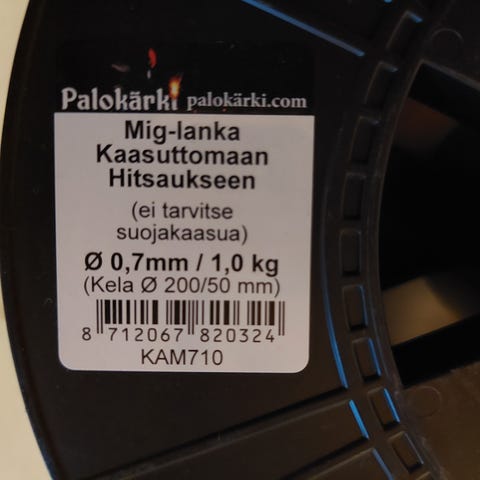 Palokärki palokärki.com
Mig-lanka
Kaasuttomaan
Hitsaukseen
(ei tarvitse
suojakaasua)
Ø 0,7mm / 1,0 kg
(Kela Ø 200/50 mm)
8 712067 820324
KAM710